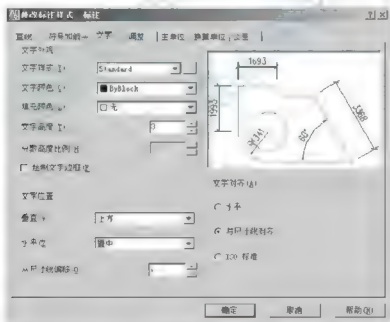 修改标注样式 标注
直线 符号和箭头 文字 调整 主单位 换算单位 公差
文字外观
文字样式 Standard
文字颜色 ByBlock
填充颜色 无
文字高度 3
分数高度比例
绘制文字边框
文字位置
垂直 上方
水平 置中
从尺寸线偏移
1693
1993
3368
R6341
60°
文字对齐(A)
水平
与尺寸线对齐
ISO 标准
确定 取消 帮助(H)